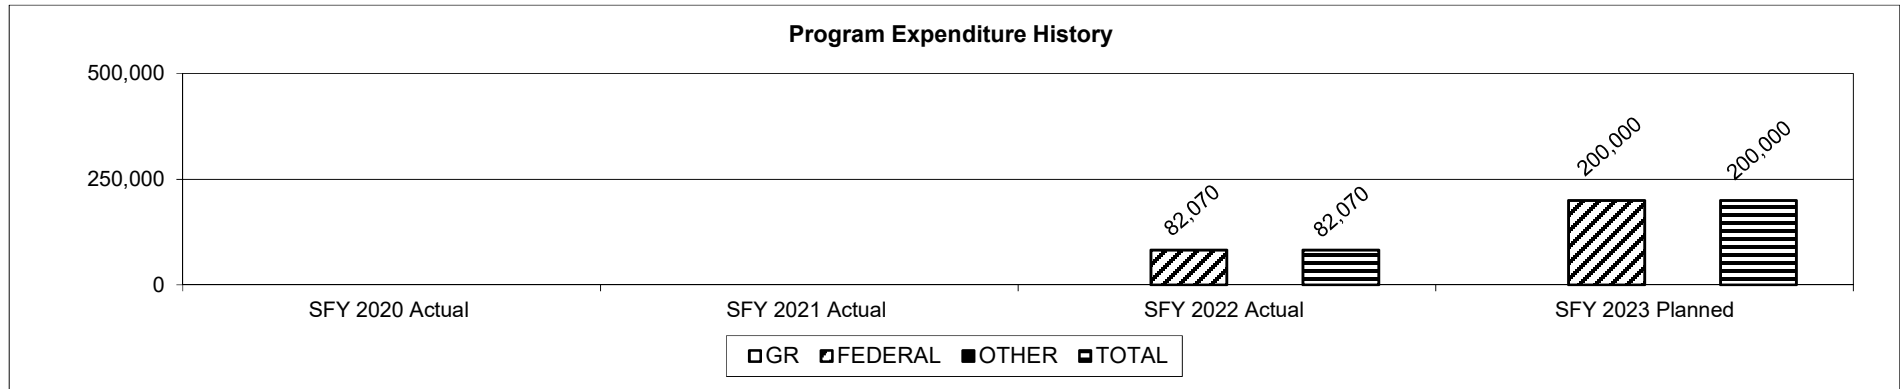 Program Expenditure History
500,000
250,000
0
82,070
82,070
200,000
200,000
SFY 2020 Actual
SFY 2021 Actual
SFY 2022 Actual
SFY 2023 Planned
GR FEDERAL OTHER TOTAL